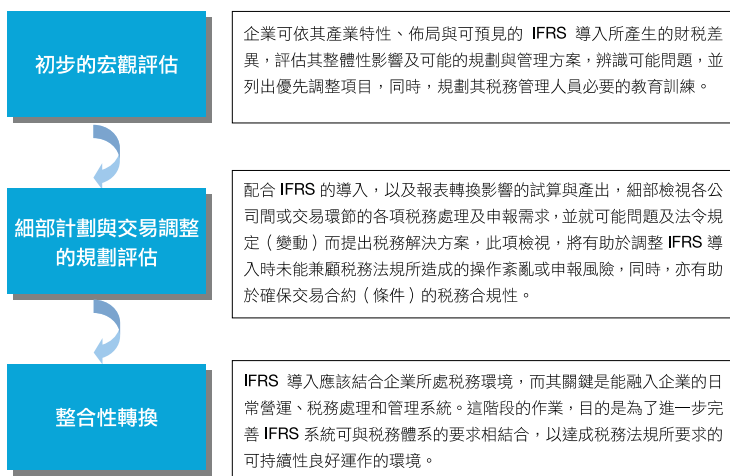 初步的宏觀評估
企業可依其產業特性、佈局與可預見的 IFRS 導入所產生的財稅差
異，評估其整體性影響及可能的規劃與管理方案，辨識可能問題，並
列出優先調整項目，同時，規劃其稅務管理人員必要的教育訓練。
細部計劃與交易調整
的規劃評估
配合 IFRS 的導入，以及報表轉換影響的試算與產出，細部檢視各公
司間或交易環節的各項稅務處理及申報需求，並就可能問題及法令規
定（變動）而提出稅務解決方案，此項檢視，將有助於調整 IFRS 導
入時未能兼顧稅務法規所造成的操作紊亂或申報風險，同時，亦有助
於確保交易合約（條件）的稅務合規性。
整合性轉換
IFRS 導入應該結合企業所處稅務環境，而其關鍵是能融入企業的日
常營運、稅務處理和管理系統。這階段的作業，目的是為了進一步完
善 IFRS 系統可與稅務體系的要求相結合，以達成稅務法規所要求的
可持續性良好運作的環境。